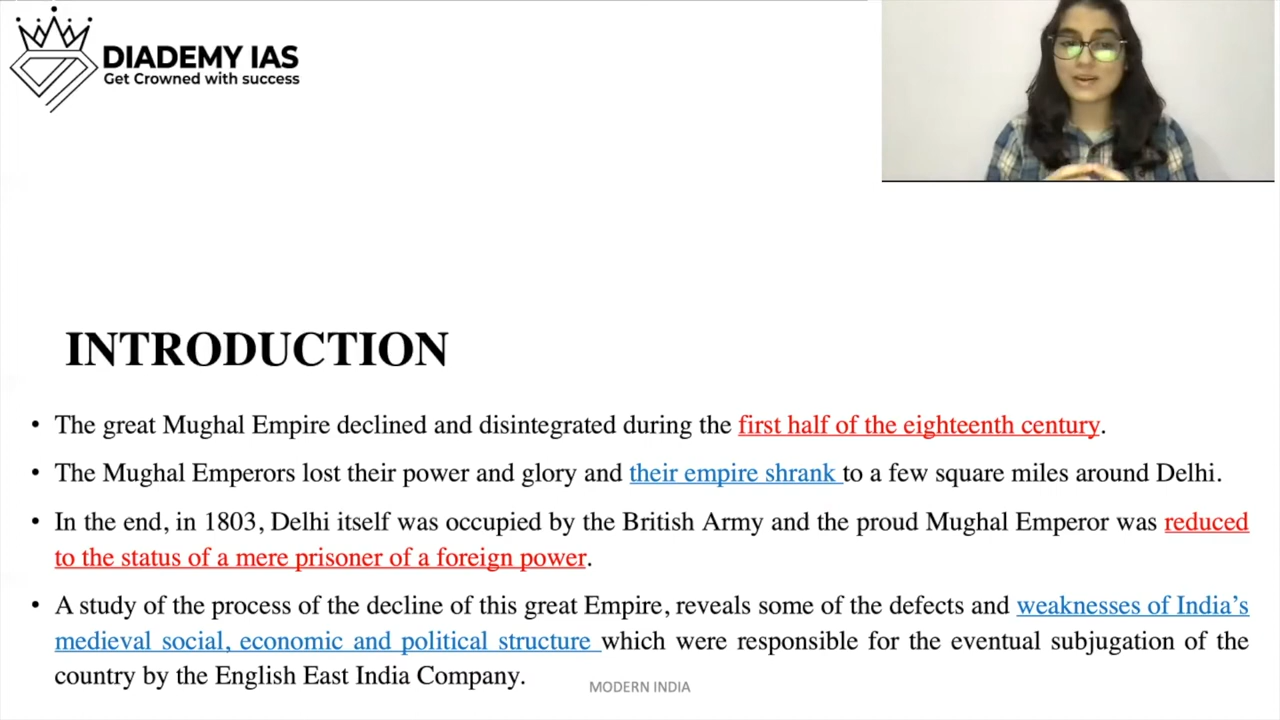 DIADEMY IAS
Get Crowned with success
INTRODUCTION
• The great Mughal Empire declined and disintegrated during the first half of the eighteenth century.
• The Mughal Emperors lost their power and glory and their empire shrank to a few square miles around Delhi.
• In the end, in 1803, Delhi itself was occupied by the British Army and the proud Mughal Emperor was reduced
to the status of a mere prisoner of a foreign power.
• A study of the process of the decline of this great Empire, reveals some of the defects and weaknesses of India’s
medieval social, economic and political structure which were responsible for the eventual subjugation of the
country by the English East India Company.
MODERN INDIA